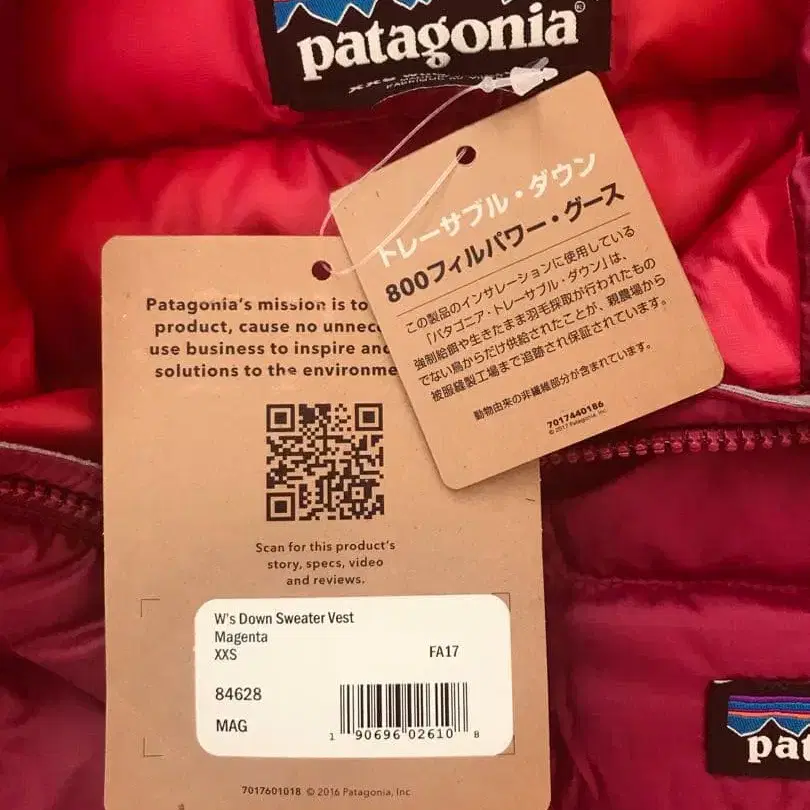 patagonia®
トレーサブル・ダウン
800フィルパワー・グース
この製品のインサレーションに使用している
「パタゴニア・トレーサブル・ダウン」は、
強制給餌や生きたまま羽毛採取が行われたもの
でない鳥からだけ供給されたことが、親農場から
被服縫製工場まで追跡され保証されています。
動物由来の非繊維部分が含まれています。
7017440186
© 2017 Patagonia, Inc.
Patagonia's mission is to
product, cause no
use business to inspire and
solutions to the
Scan for this product's
story, specs, video
and reviews.
W's Down Sweater Vest
Magenta
XXS FA17
84628
MAG
1 90696 02610 8
7017601018 © 2016 Patagonia, Inc
pat